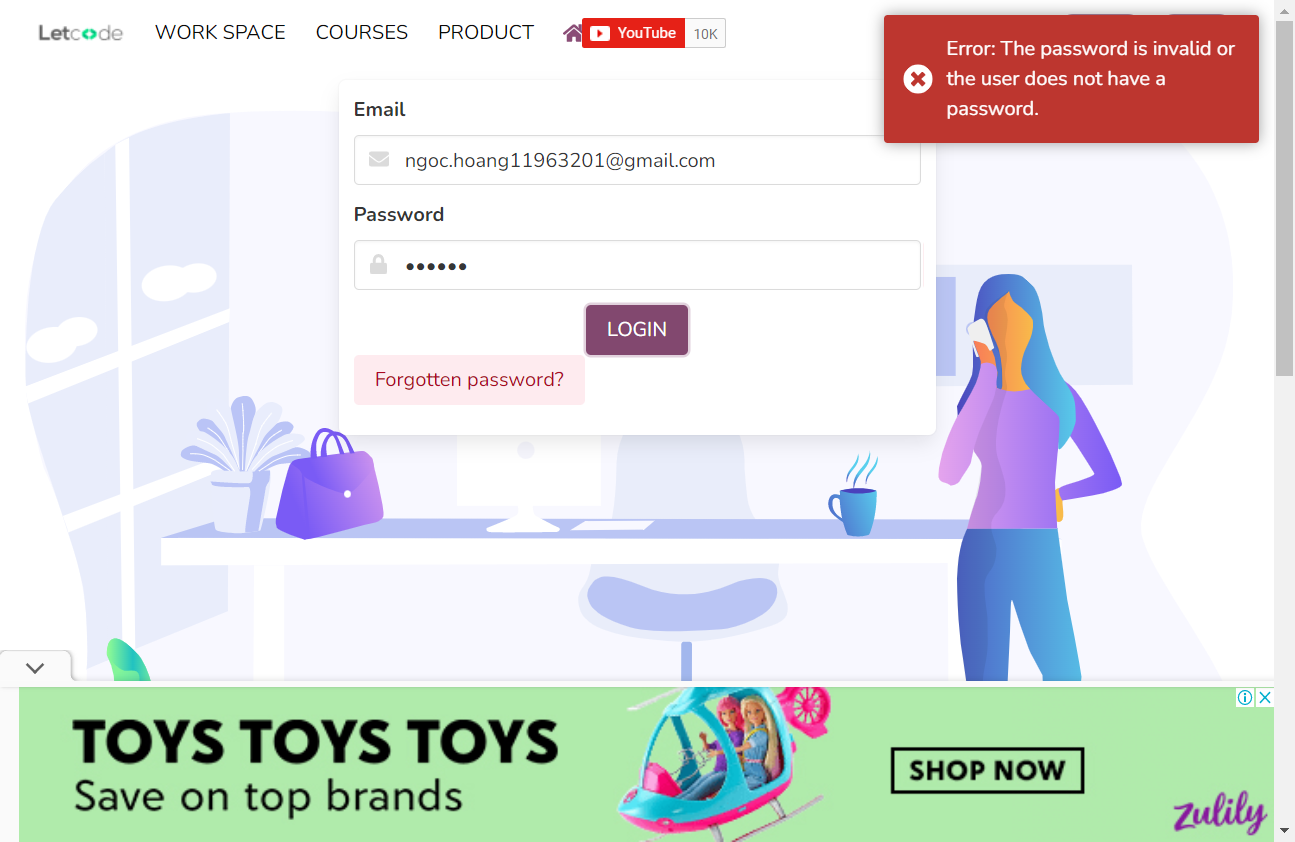 Letcode
WORK SPACE
COURSES
PRODUCT
YouTube
10K
Error: The password is invalid or
the user does not have a
password.
Email
ngoc.hoang11963201@gmail.com
Password
LOGIN
Forgotten password?
TOYS TOYS TOYS
Save on top brands
SHOP NOW
zulily